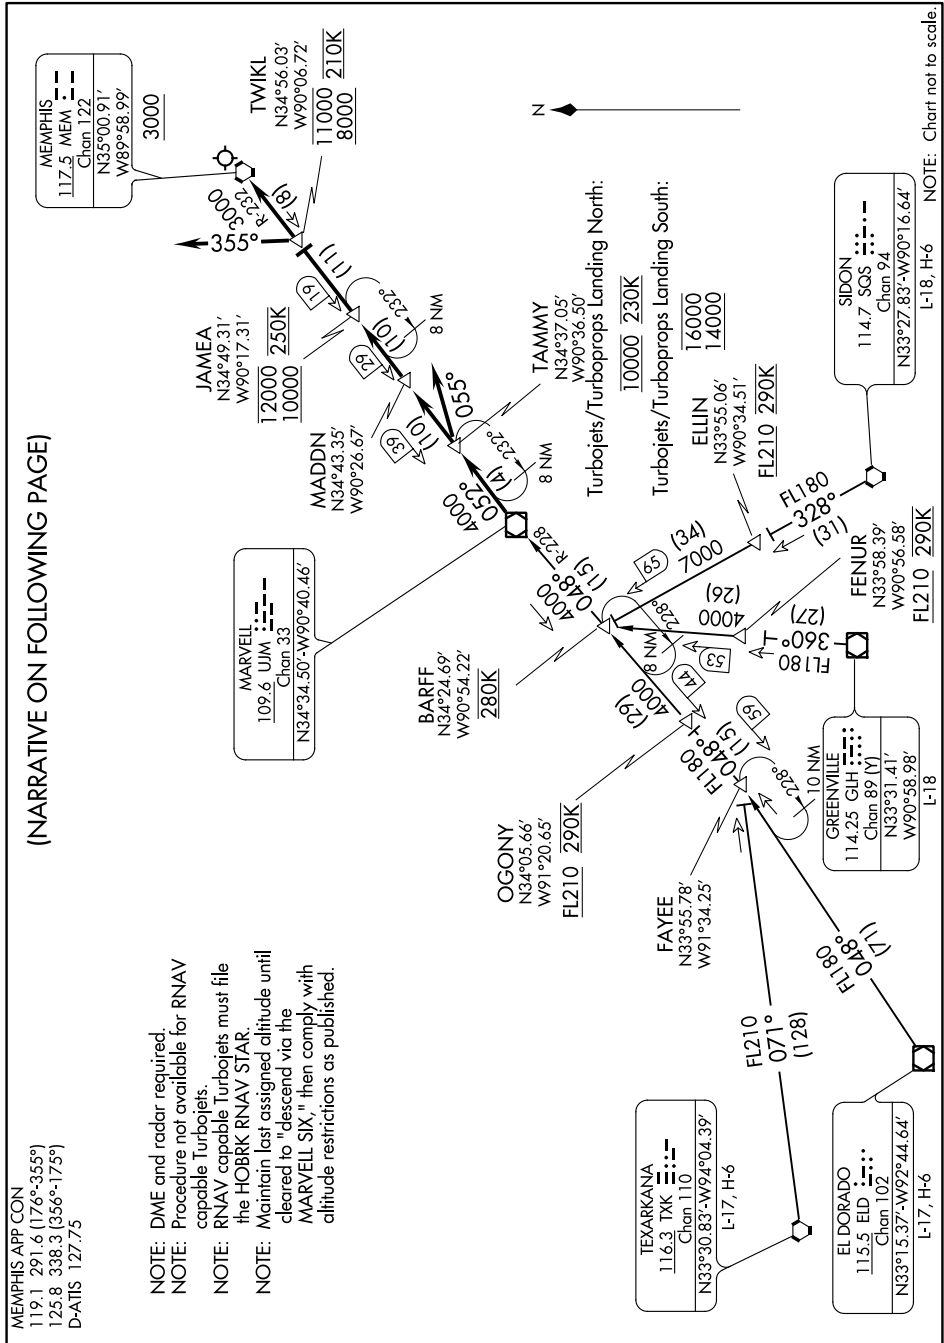 MEMPHIS APP CON
119.1 291.6 (176°-355°)
125.8 338.3 (356°-175°)
D-ATIS 127.75
(NARRATIVE ON FOLLOWING PAGE)
NOTE: DME and radar required.
NOTE: Procedure not available for RNAV
capable Turbojets.
NOTE: RNAV capable Turbojets must file
the HOBRK RNAV STAR.
NOTE: Maintain last assigned altitude until
cleared to "descend via the
MARVELL SIX," then comply with
altitude restrictions as published.
MEMPHIS
117.5 MEM
Chan 122
N35°00.91'
W89°58.99'
3000
TWIKL
N34°56.03'
W90°06.72'
11000 210K
8000
R-232
3000
(8)
355°
(11)
19
JAMEA
N34°49.31'
W90°17.31'
12000 250K
10000
232°
8 NM
(10)
29
MADDN
N34°43.35'
W90°26.67'
(10)
39
055°
TAMMY
N34°37.05'
W90°36.50'
Turbojets/Turboprops Landing North:
10000 230K
Turbojets/Turboprops Landing South:
16000
14000
232°
8 NM
4000
052°
(4)
MARVELL
109.6 UJM
Chan 33
N34°34.50'-W90°40.46'
R-228
4000
048°
(15)
BARFF
N34°24.69'
W90°54.22'
280K
228°
8 NM
65
(34)
7000
ELLIN
N33°55.06'
W90°34.51'
FL210 290K
FL180
328°
(31)
SIDON
114.7 SQS
Chan 94
N33°27.83'-W90°16.64'
L-18, H-6
(26)
4000
53
FENUR
N33°58.39'
W90°56.58'
FL210 290K
(27)
360°
FL180
GREENVILLE
114.25 GLH
Chan 89 (Y)
N33°31.41'
W90°58.98'
L-18
(29)
4000
44
OGONY
N34°05.66'
W91°20.65'
FL210 290K
FL180
048°
(15)
59
228°
10 NM
FAYEE
N33°55.78'
W91°34.25'
FL210
071°
(128)
TEXARKANA
116.3 TXK
Chan 110
N33°30.83'-W94°04.39'
L-17, H-6
FL180
048°
(71)
EL DORADO
115.5 ELD
Chan 102
N33°15.37'-W92°44.64'
L-17, H-6
N
NOTE: Chart not to scale.